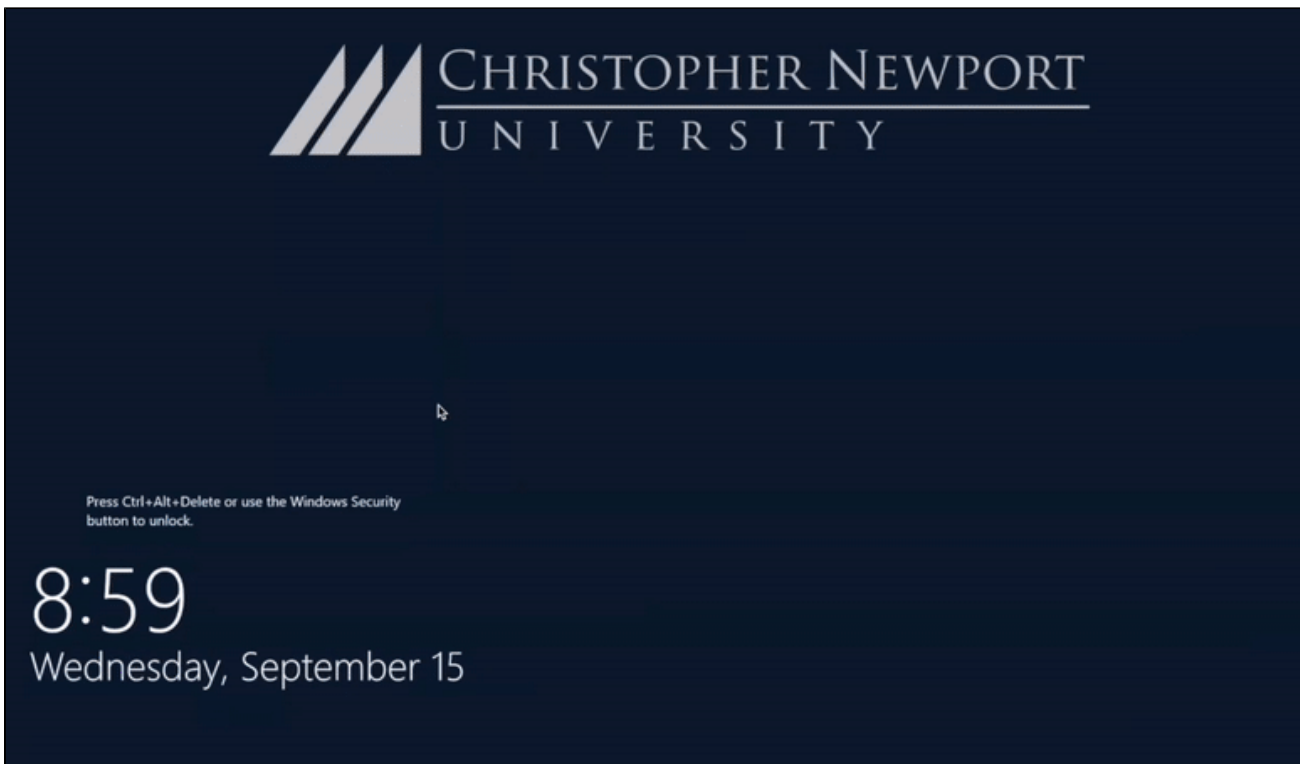 CHRISTOPHER NEWPORT
UNIVERSITY
Press Ctrl+Alt+Delete or use the Windows Security
button to unlock.
8:59
Wednesday, September 15